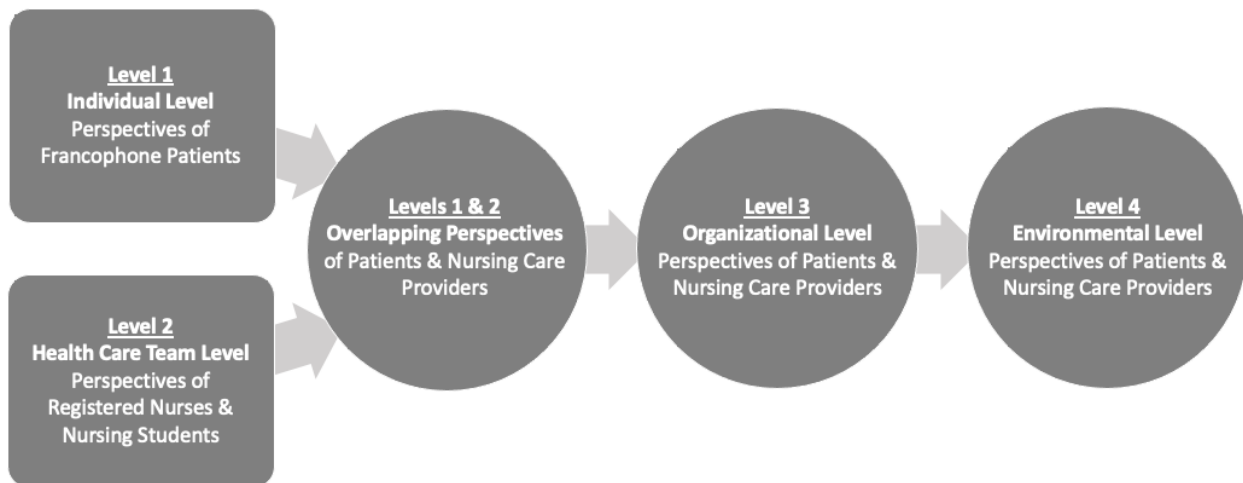 Level 1
Individual Level
Perspectives of
Francophone Patients
Level 2
Health Care Team Level
Perspectives of
Registered Nurses &
Nursing Students
Levels 1 & 2
Overlapping Perspectives
of Patients & Nursing Care
Providers
Level 3
Organizational Level
Perspectives of Patients &
Nursing Care Providers
Level 4
Environmental Level
Perspectives of Patients &
Nursing Care Providers